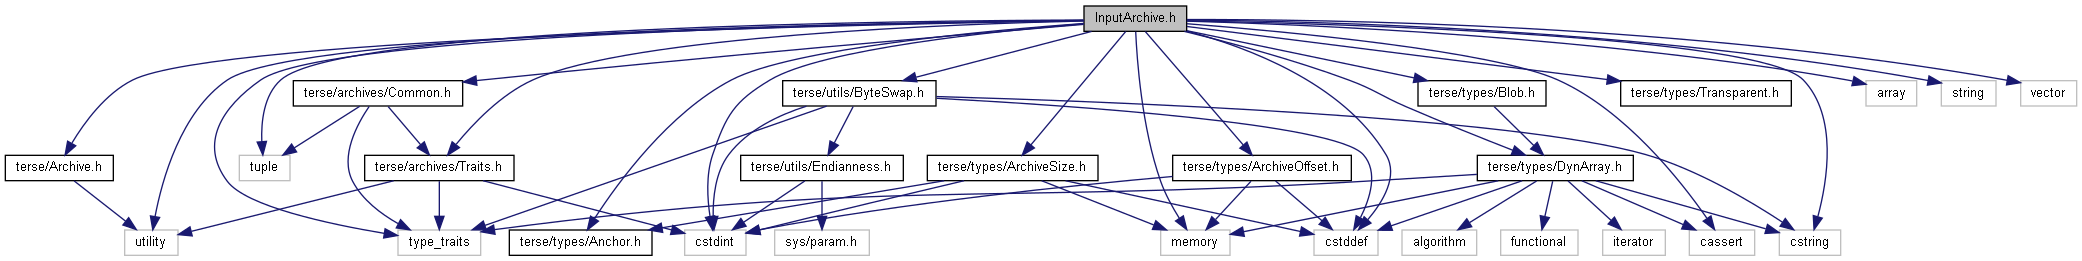 InputArchive.h
terse/archives/Common.h
terse/utils/ByteSwap.h
terse/types/Blob.h
terse/types/Transparent.h
array
string
vector
terse/Archive.h
tuple
terse/archives/Traits.h
terse/utils/Endianness.h
terse/types/ArchiveSize.h
terse/types/ArchiveOffset.h
terse/types/DynArray.h
utility
type_traits
terse/types/Anchor.h
cstdint
sys/param.h
memory
cstddef
algorithm
functional
iterator
cassert
cstring